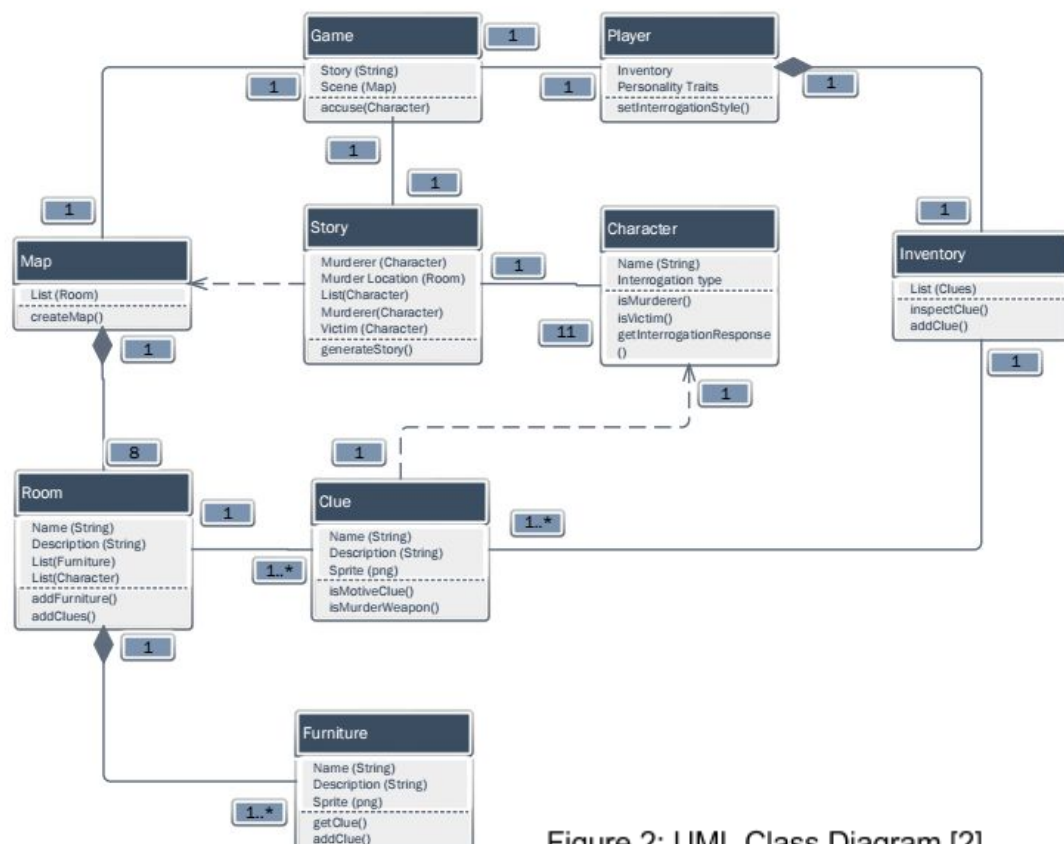 Game
1
Player
Story (String)
Scene (Map)
accuse(Character)
1
1
Inventory
Personality Traits
setInterrogationStyle()
1
1
1
1
1
Map
List (Room)
createMap()
1
Story
Murderer (Character)
Murder Location (Room)
List(Character)
Murderer(Character)
Victim (Character)
generateStory()
1
11
Character
Name (String)
Interrogation type
isMurderer()
isVictim()
getInterrogationResponse
()
1
Inventory
List (Clues)
inspectClue()
addClue()
1
8
1
Room
Name (String)
Description (String)
List(Furniture)
List(Character)
addFurniture()
addClues()
1
1
1..*
Clue
Name (String)
Description (String)
Sprite (png)
isMotiveClue()
isMurderWeapon()
1..*
Furniture
Name (String)
Description (String)
Sprite (png)
getClue()
addClue()
1..*
Figure 2: UML Class Diagram [2]